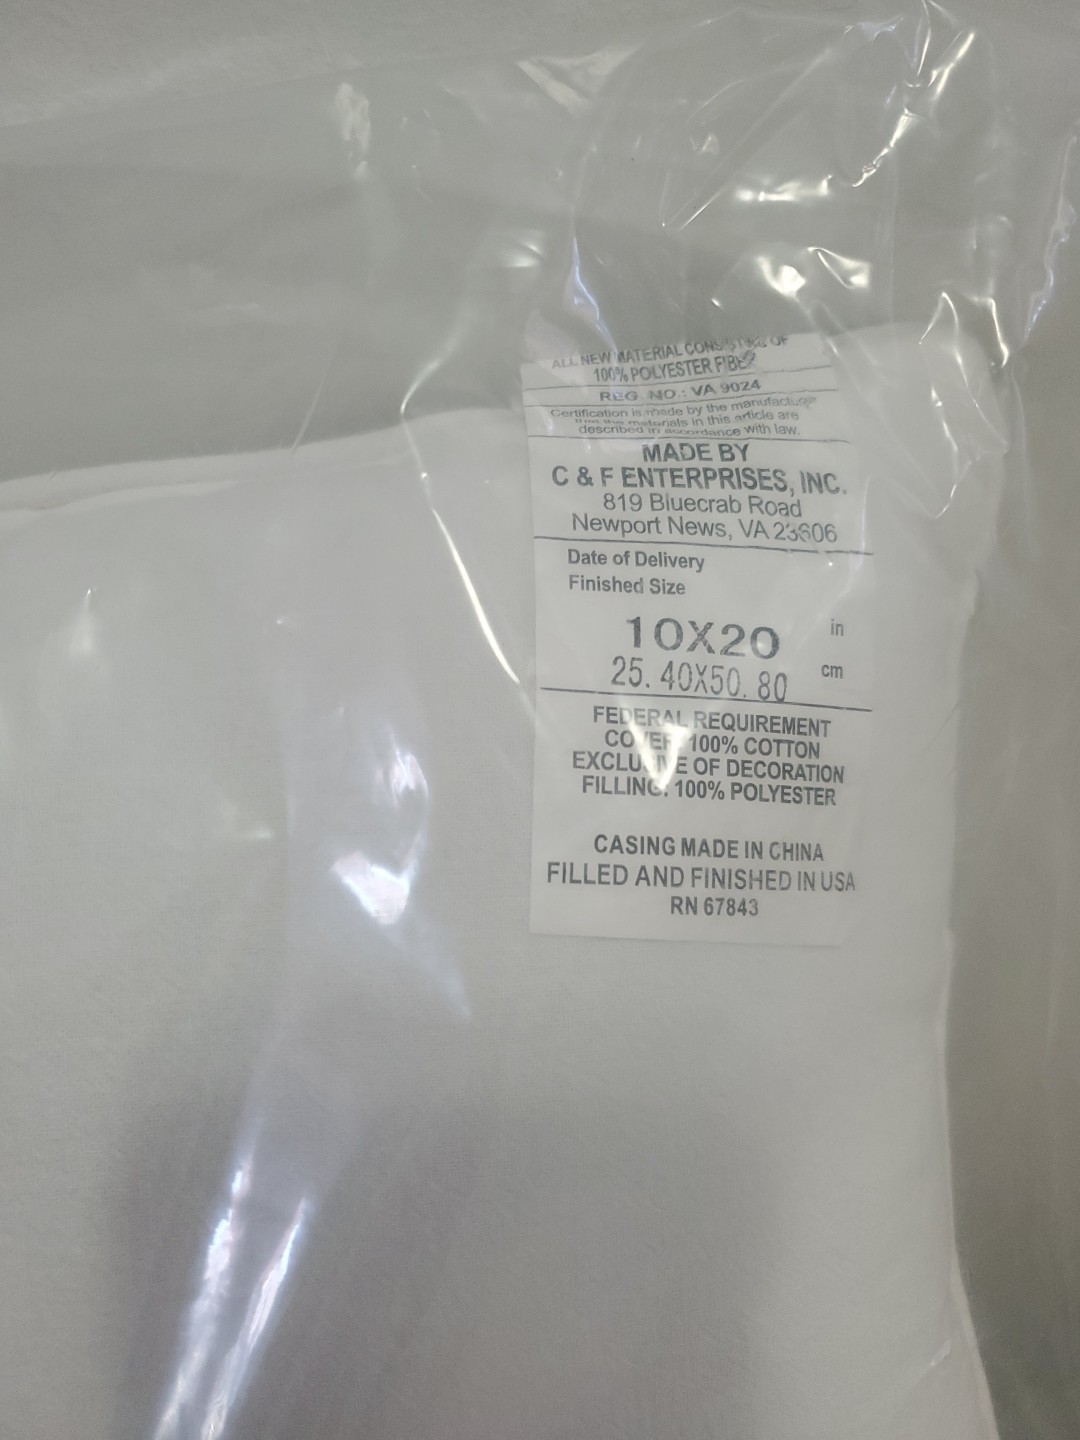 ALL NEW MATERIAL CONSISTING OF
100% POLYESTER FIBER
REG. NO.: VA 9024
Certification is made by the manufacturer
that the materials in this article are
described in accordance with law.
MADE BY
C & F ENTERPRISES, INC.
819 Bluecrab Road
Newport News, VA 23606
Date of Delivery
Finished Size
10X20 in
25. 40X50. 80 cm
FEDERAL REQUIREMENT
COVER: 100% COTTON
EXCLUSIVE OF DECORATION
FILLING: 100% POLYESTER
CASING MADE IN CHINA
FILLED AND FINISHED IN USA
RN 67843